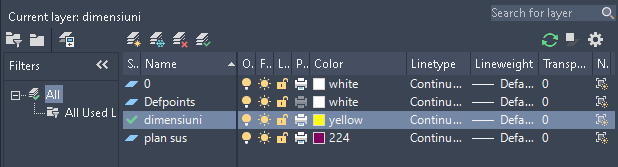 Current layer: dimensiuni
Search for layer
Filters
All
All Used L
S.. Name O. F.. L.. P.. Color Linetype Lineweight Transp... N.
0 white Continu... Defa... 0
Defpoints white Continu... Defa... 0
dimensiuni yellow Continu... Defa... 0
plan sus 224 Continu... Defa... 0